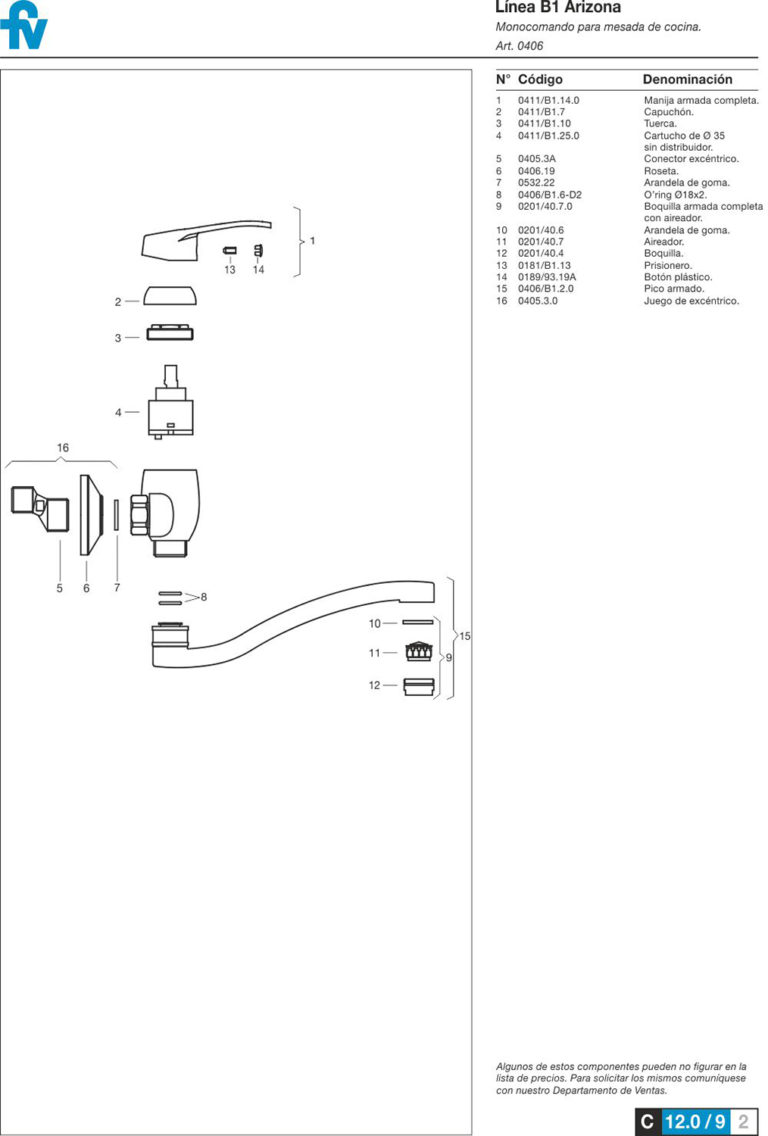 fv
Línea B1 Arizona
Monocomando para mesada de cocina.
Art. 0406
N° Código Denominación
1 0411/B1.14.0 Manija armada completa.
2 0411/B1.7 Capuchón.
3 0411/B1.10 Tuerca.
4 0411/B1.25.0 Cartucho de Ø 35
sin distribuidor.
5 0405.3A Conector excéntrico.
6 0406.19 Roseta.
7 0532.22 Arandela de goma.
8 0406/B1.6-D2 O'ring Ø18x2.
9 0201/40.7.0 Boquilla armada completa
con aireador.
10 0201/40.6 Arandela de goma.
11 0201/40.7 Aireador.
12 0201/40.4 Boquilla.
13 0181/B1.13 Prisionero.
14 0189/93.19A Botón plástico.
15 0406/B1.2.0 Pico armado.
16 0405.3.0 Juego de excéntrico.
1
13 14
2
3
4
16
5 6 7
8
10
15
11
9
12
Algunos de estos componentes pueden no figurar en la
lista de precios. Para solicitar los mismos comuníquese
con nuestro Departamento de Ventas.
C 12.0 / 9 2